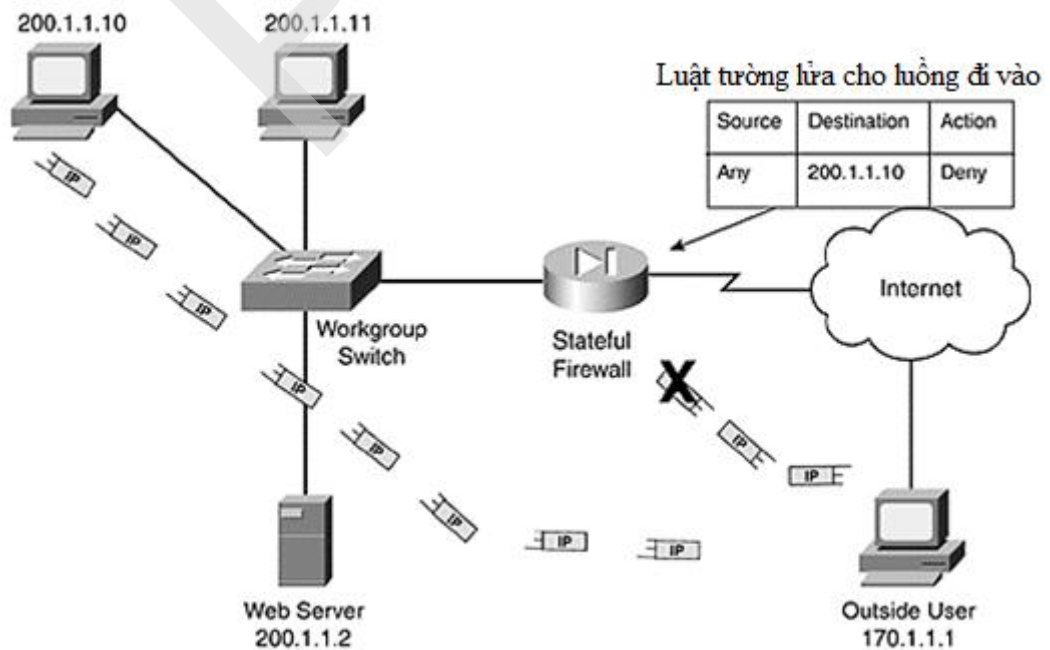 200.1.1.10
200.1.1.11
Luật tường lửa cho luồng đi vào
Source Destination Action
Any 200.1.1.10 Deny
IP
IP
IP
IP
IP
IP
IP
IP
IP
IP
Workgroup
Switch
Stateful
Firewall
Internet
Web Server
200.1.1.2
Outside User
170.1.1.1